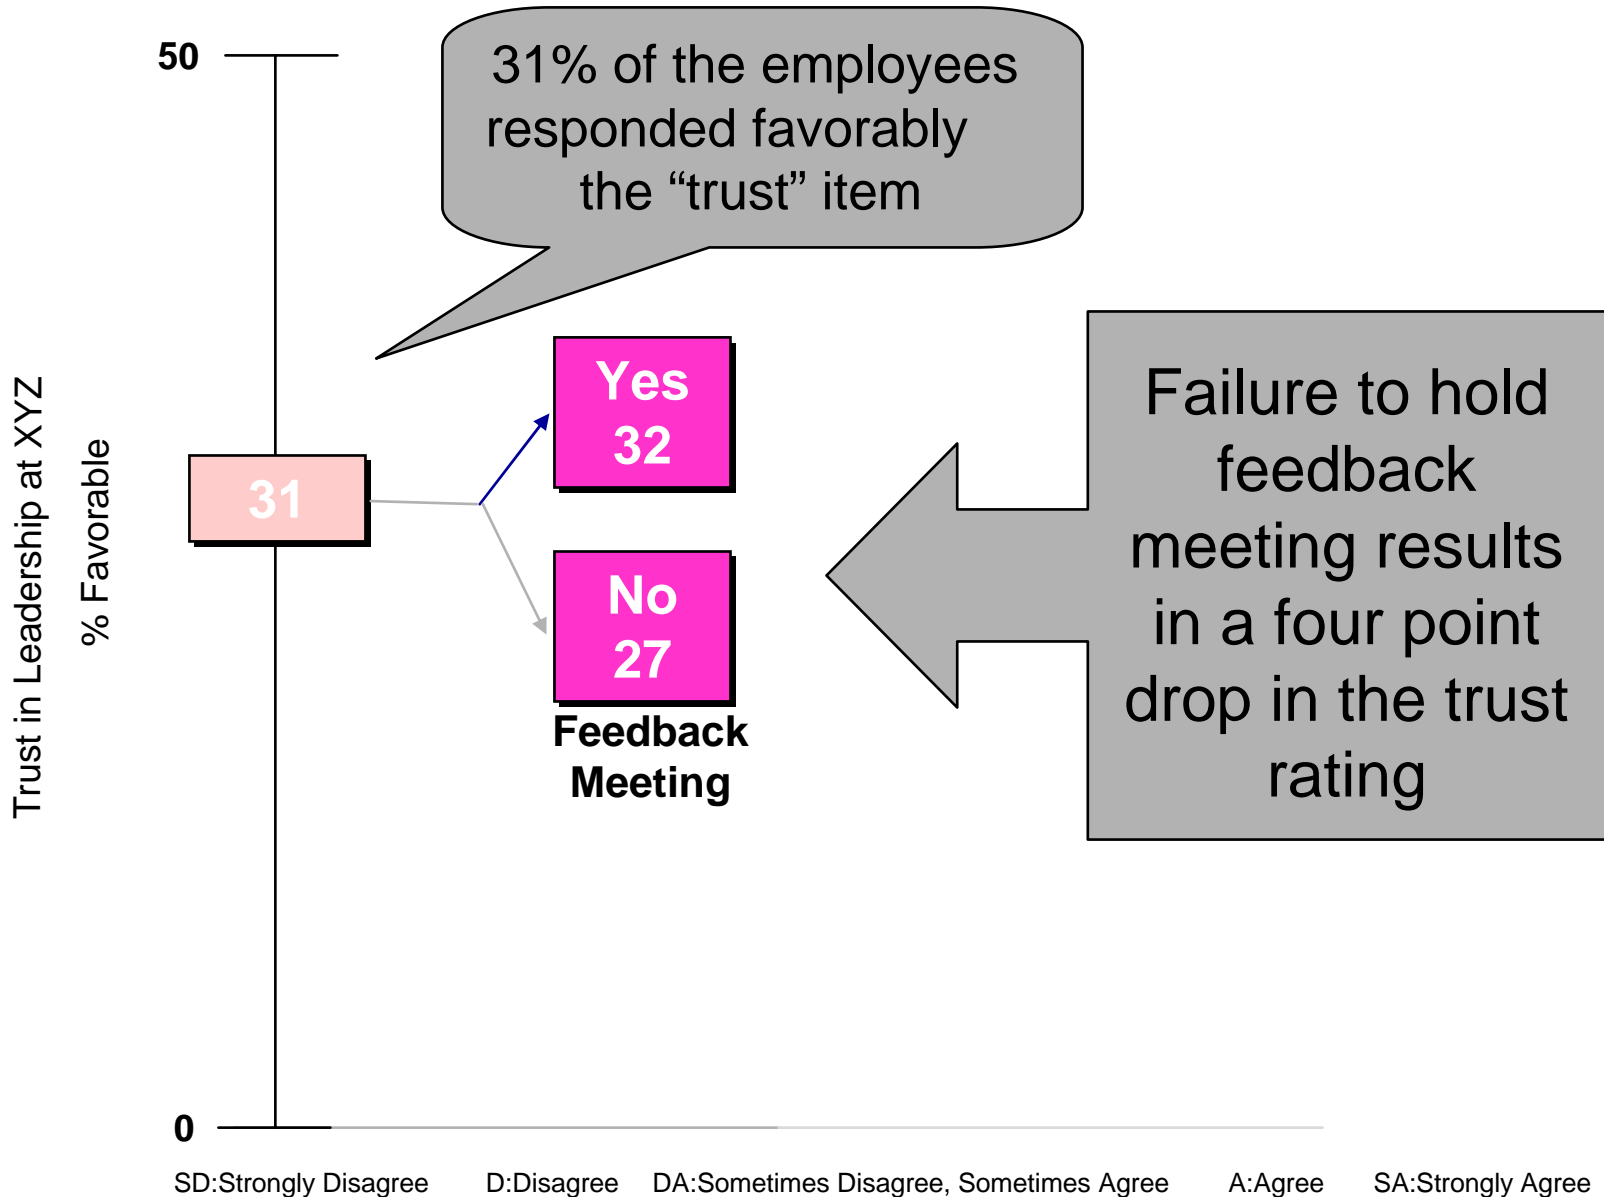 50
31% of the employees
responded favorably
the “trust” item
Trust in Leadership at XYZ
% Favorable
31
Yes
32
No
27
Feedback
Meeting
Failure to hold
feedback
meeting results
in a four point
drop in the trust
rating
0
SD:Strongly Disagree D:Disagree DA:Sometimes Disagree, Sometimes Agree A:Agree SA:Strongly Agree